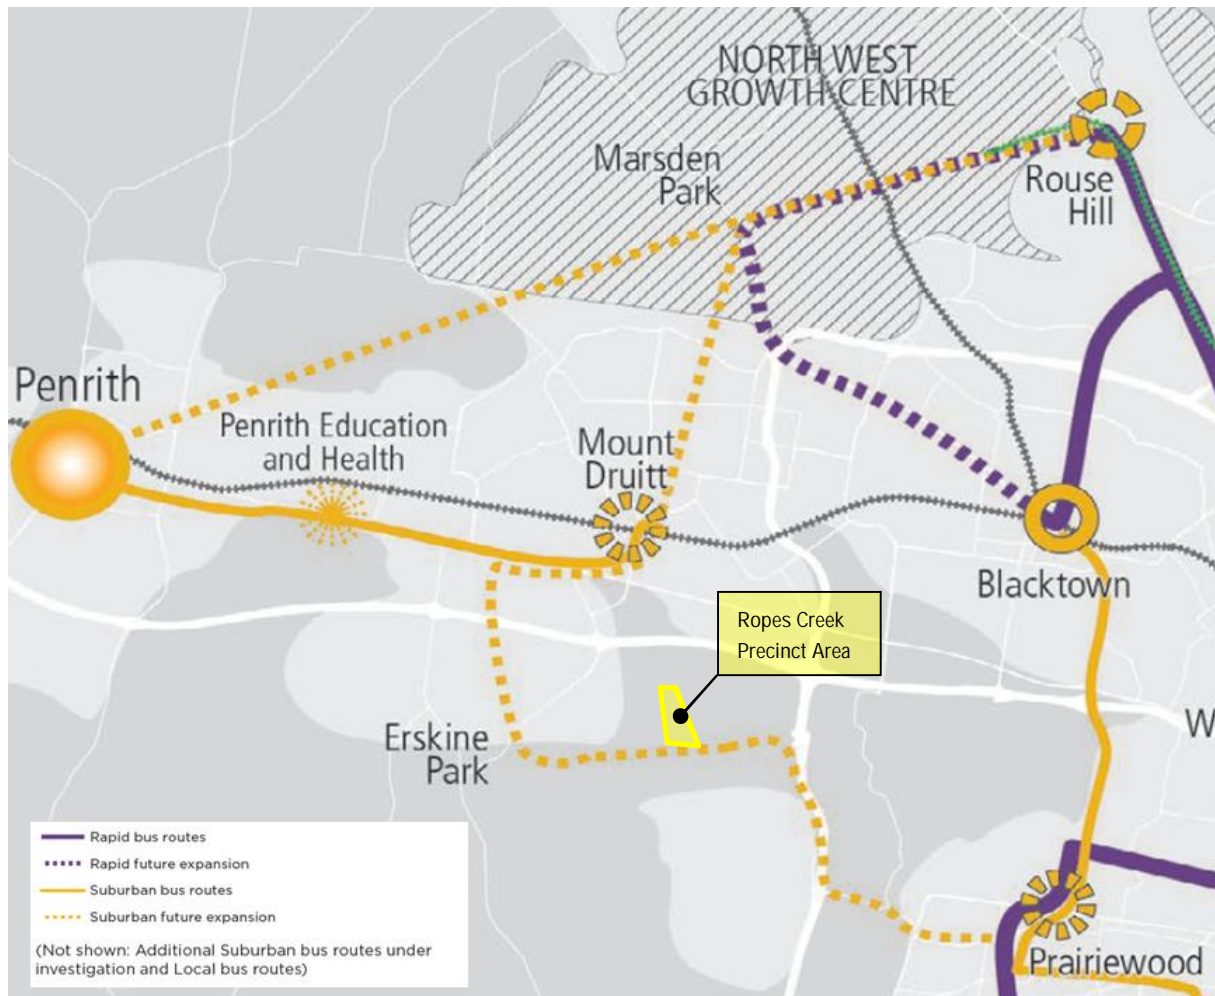 NORTH WEST
GROWTH CENTRE
Marsden
Park
Rouse
Hill
Penrith
Penrith Education
and Health
Mount
Druitt
Blacktown
Ropes Creek
Precinct Area
W
Erskine
Park
Prairiewood
Rapid bus routes
Rapid future expansion
Suburban bus routes
Suburban future expansion
(Not shown: Additional Suburban bus routes under
investigation and Local bus routes)